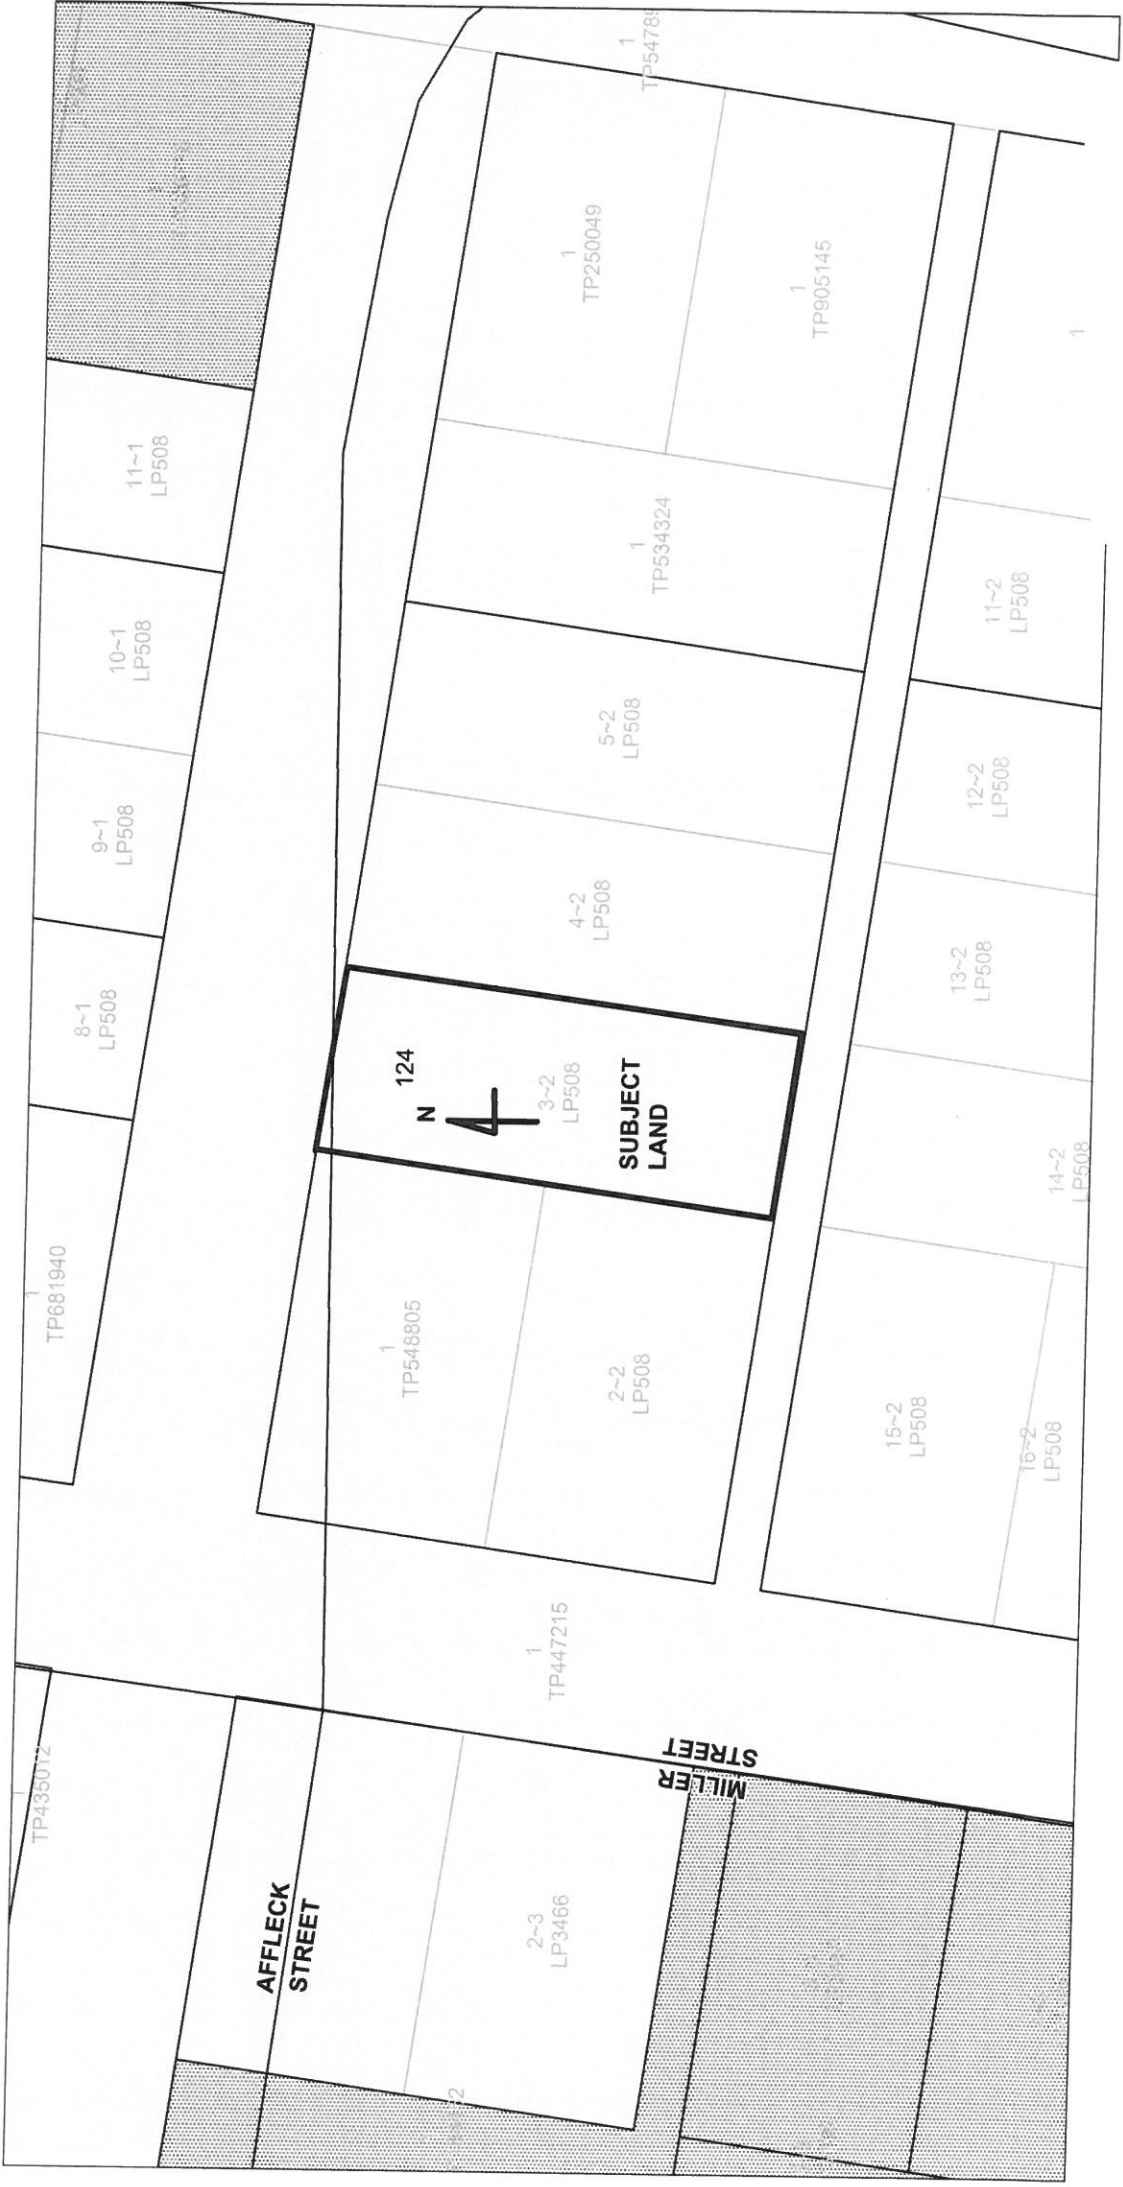 1
TP54789
1
TP250049
1
TP905145
1
11~1
LP508
1
TP534324
11~2
LP508
10~1
LP508
5~2
LP508
12~2
LP508
9~1
LP508
4~2
LP508
13~2
LP508
8~1
LP508
124
N
3~2
LP508
SUBJECT
LAND
14~2
LP508
1
TP681940
1
TP548805
2~2
LP508
15~2
LP508
16~2
LP508
1
TP447215
MILLER
STREET
TP435012
AFFLECK
STREET
2~3
LP3466